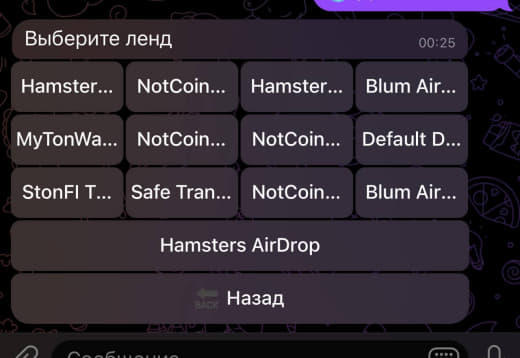 Выберите ленд
00:25
Hamster... NotCoin... Hamster... Blum Air...
MyTonWa... NotCoin... NotCoin... Default D...
StonFI T... Safe Tran... NotCoin... Blum Air...
Hamsters AirDrop
BACK Назад
Сообщение